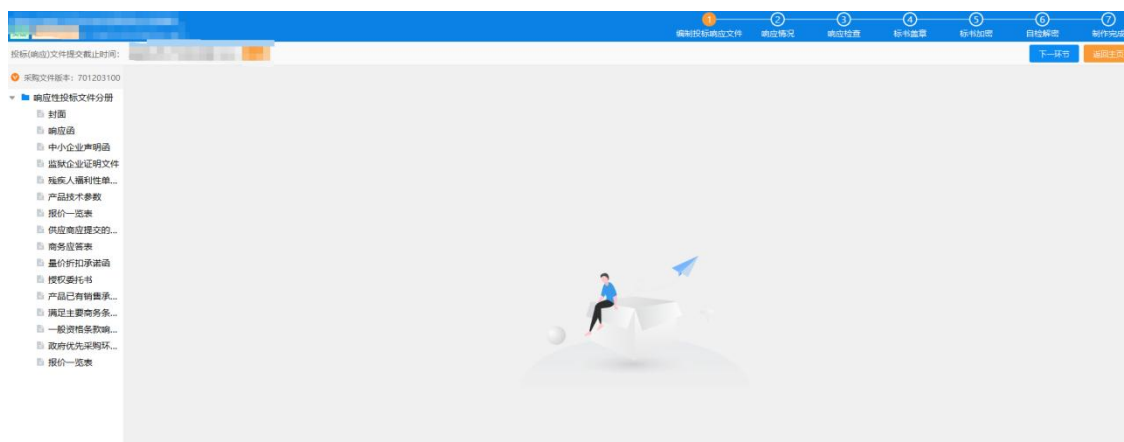 1 2 3 4 5 6 7
编制投标响应文件 响应情况 响应检查 标书盖章 标书加密 自检解密 制作完成
投标(响应)文件提交截止时间:
下一环节 返回主页
采购文件版本: 701203100
响应性投标文件分册
封面
响应函
中小企业声明函
监狱企业证明文件
残疾人福利性单...
产品技术参数
报价一览表
供应商应提交的...
商务应答表
量价折扣承诺函
授权委托书
产品已有销售承...
满足主要商务条...
一般资格条款响...
政府优先采购环...
报价一览表